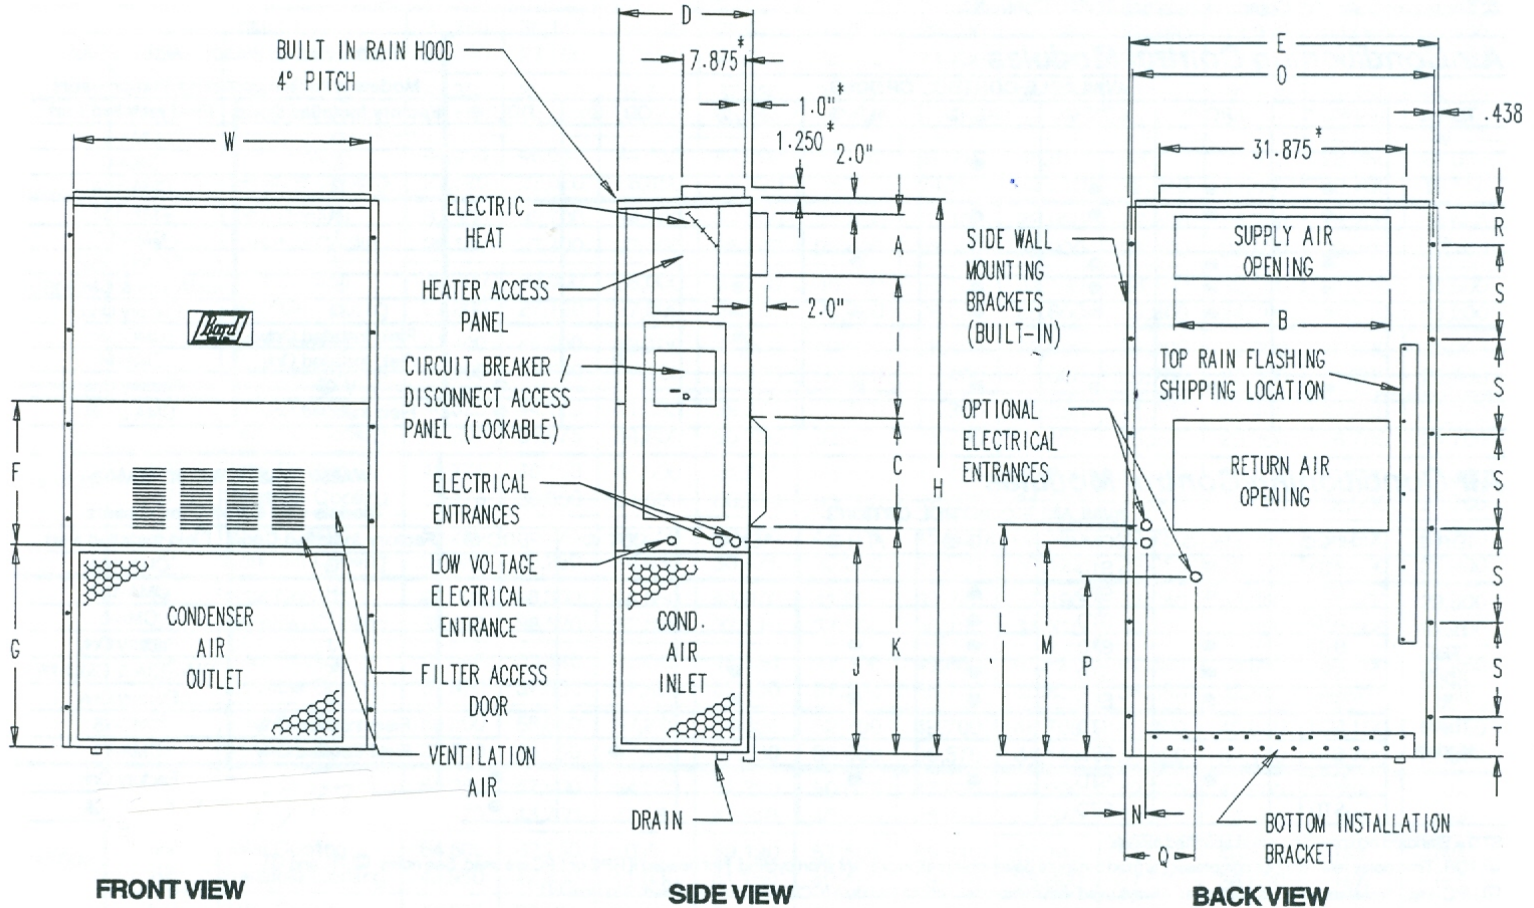 BUILT IN RAIN HOOD
4° PITCH
W
Bard
ELECTRIC
HEAT
HEATER ACCESS
PANEL
CIRCUIT BREAKER /
DISCONNECT ACCESS
PANEL (LOCKABLE)
ELECTRICAL
ENTRANCES
LOW VOLTAGE
ELECTRICAL
ENTRANCE
FILTER ACCESS
DOOR
VENTILATION
AIR
F
G
CONDENSER
AIR
OUTLET
FRONT VIEW
D
7.875*
1.0"*
1.250*
2.0"
A
2.0"
C
H
J
K
COND.
AIR
INLET
DRAIN
SIDE VIEW
E
O
.438
31.875*
SIDE WALL
MOUNTING
BRACKETS
(BUILT-IN)
SUPPLY AIR
OPENING
B
TOP RAIN FLASHING
SHIPPING LOCATION
OPTIONAL
ELECTRICAL
ENTRANCES
RETURN AIR
OPENING
R
S
S
S
S
S
T
L
M
P
N
Q
BOTTOM INSTALLATION
BRACKET
BACK VIEW